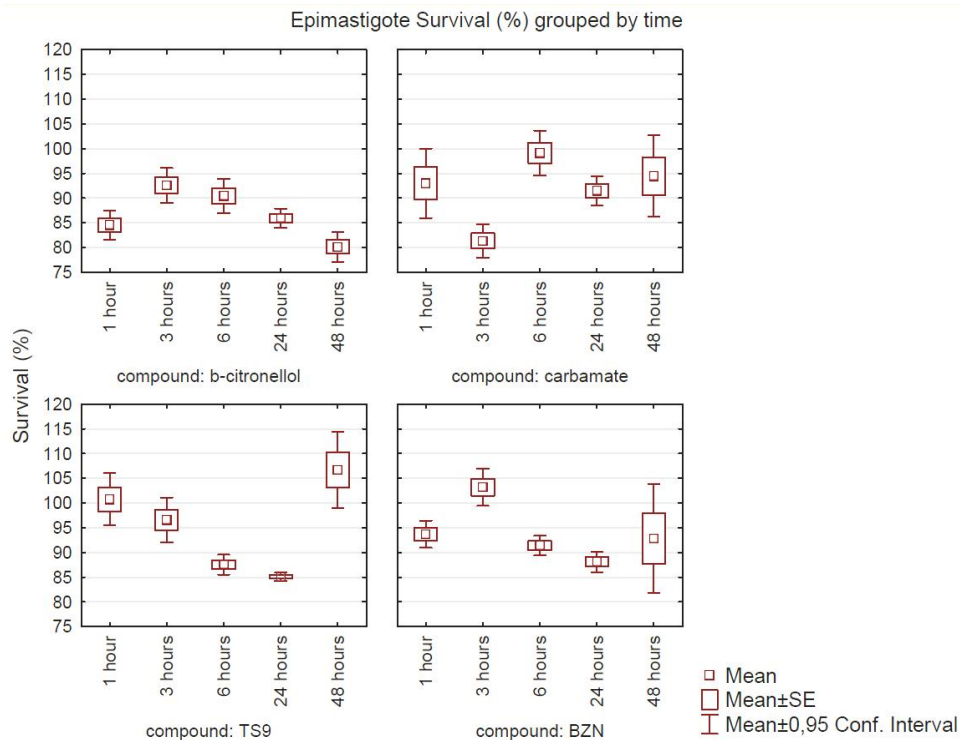 Epimastigote Survival (%) grouped by time
120
115
110
105
100
95
90
85
80
75
1 hour
3 hours
6 hours
24 hours
48 hours
compound: b-citronellol
1 hour
3 hours
6 hours
24 hours
48 hours
compound: carbamate
Survival (%)
120
115
110
105
100
95
90
85
80
75
1 hour
3 hours
6 hours
24 hours
48 hours
compound: TS9
1 hour
3 hours
6 hours
24 hours
48 hours
compound: BZN
Mean
Mean±SE
Mean±0,95 Conf. Interval